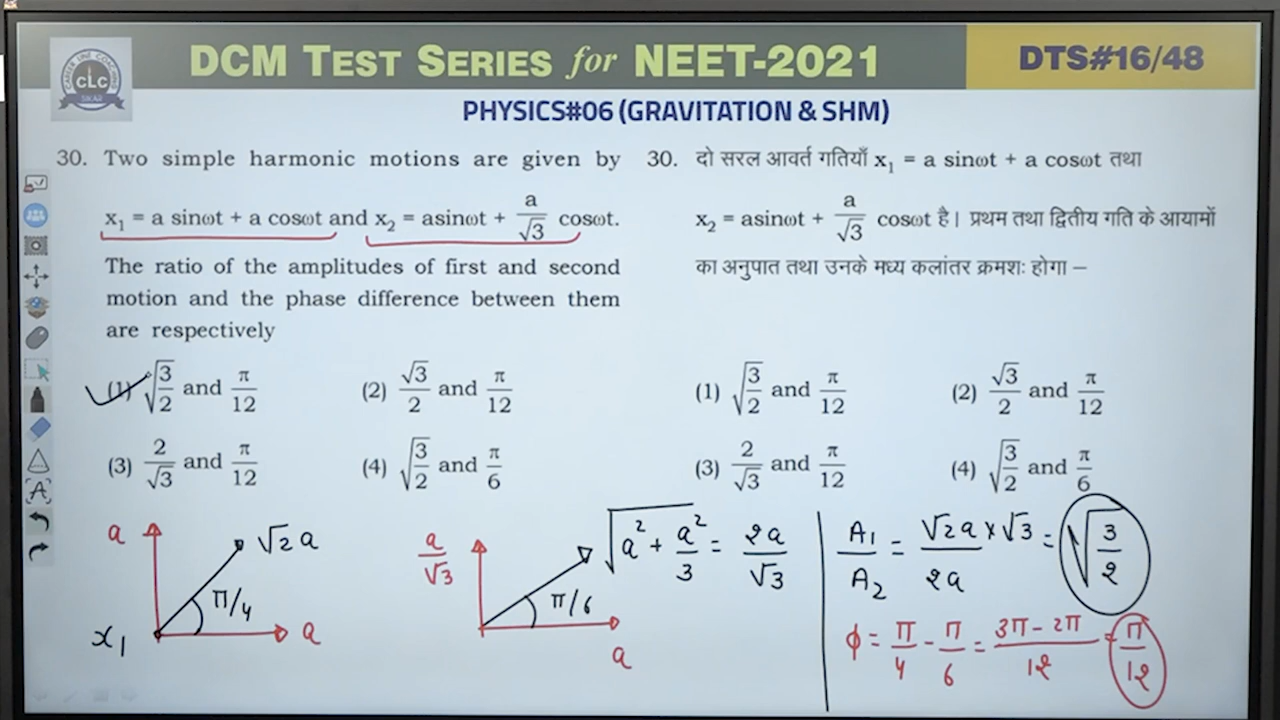 DCM TEST SERIES for NEET-2021
DTS#16/48
CLC
SIKAR
PHYSICS#06 (GRAVITATION & SHM)
30. Two simple harmonic motions are given by
x₁ = a sinωt + a cosωt and x₂ = asinωt + a/√3 cosωt.
The ratio of the amplitudes of first and second
motion and the phase difference between them
are respectively
(1) √(3/2) and π/12 (2) √3/2 and π/12
(3) 2/√3 and π/12 (4) √(3/2) and π/6
30. दो सरल आवर्त गतियाँ x₁ = a sinωt + a cosωt तथा
x₂ = asinωt + a/√3 cosωt है। प्रथम तथा द्वितीय गति के आयामों
का अनुपात तथा उनके मध्य कलांतर क्रमशः होगा –
(1) √(3/2) and π/12 (2) √3/2 and π/12
(3) 2/√3 and π/12 (4) √(3/2) and π/6
a √2 a
π/4
x₁ a
a/√3 √(a² + a²/3) = 2a/√3
π/6
a
A₁/A₂ = √2a×√3/2a = √(3/2)
ϕ = π/4 - π/6 = 3π-2π/12 = π/12